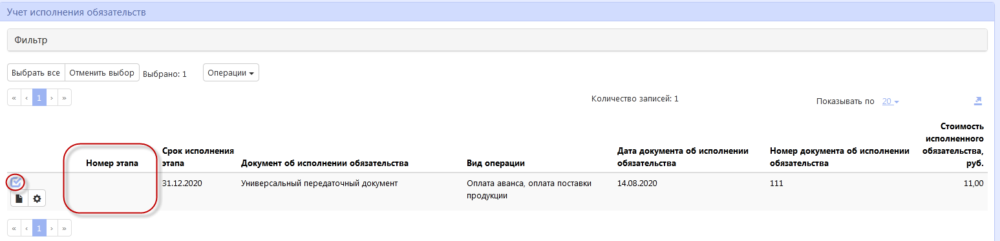 Учет исполнения обязательств
Фильтр
Выбрать все Отменить выбор Выбрано: 1 Операции
« ‹ 1 › » Количество записей: 1 Показывать по 20
Номер этапа
Срок исполнения
этапа
Документ об исполнении обязательства
Вид операции
Дата документа об исполнении
обязательства
Номер документа об исполнении
обязательства
Стоимость
исполненного
обязательства,
руб.
31.12.2020 Универсальный передаточный документ
Оплата аванса, оплата поставки
продукции
14.08.2020 111 11,00
« ‹ 1 › »